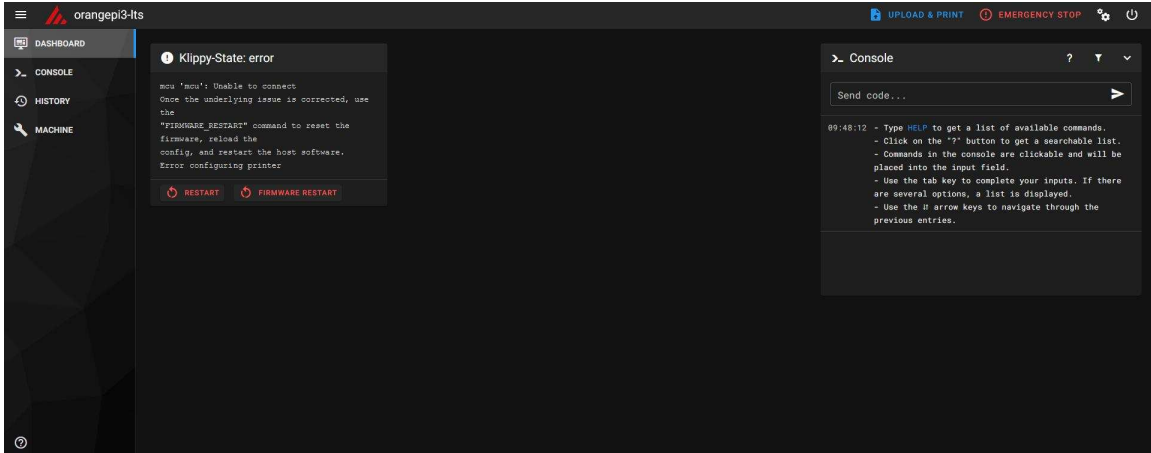 orangepi3-lts
UPLOAD & PRINT
EMERGENCY STOP
DASHBOARD
CONSOLE
HISTORY
MACHINE
Klippy-State: error
mcu 'mcu': Unable to connect
Once the underlying issue is corrected, use
the
"FIRMWARE_RESTART" command to reset the
firmware, reload the
config, and restart the host software.
Error configuring printer
RESTART
FIRMWARE RESTART
Console
Send code...
09:48:12 - Type HELP to get a list of available commands.
- Click on the "?" button to get a searchable list.
- Commands in the console are clickable and will be
placed into the input field.
- Use the tab key to complete your inputs. If there
are several options, a list is displayed.
- Use the ⇵ arrow keys to navigate through the
previous entries.